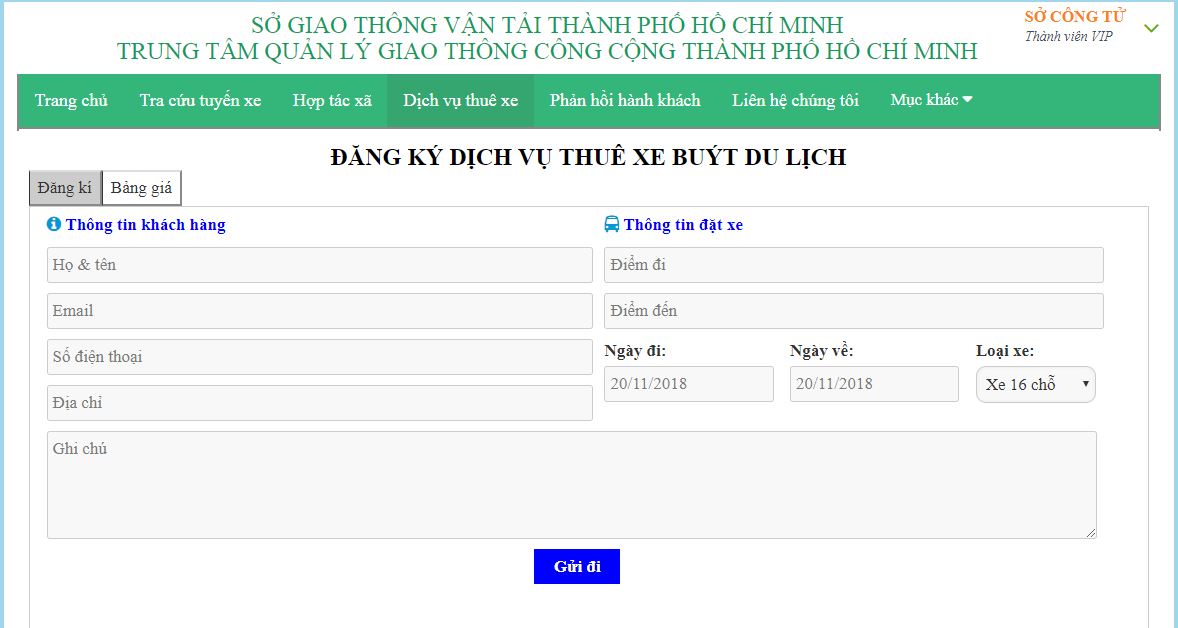 SỞ GIAO THÔNG VẬN TẢI THÀNH PHỐ HỒ CHÍ MINH
TRUNG TÂM QUẢN LÝ GIAO THÔNG CÔNG CỘNG THÀNH PHỐ HỒ CHÍ MINH
SỞ CÔNG TỬ
Thành viên VIP
Trang chủ Tra cứu tuyến xe Hợp tác xã Dịch vụ thuê xe Phản hồi hành khách Liên hệ chúng tôi Mục khác
ĐĂNG KÝ DỊCH VỤ THUÊ XE BUÝT DU LỊCH
Đăng kí Bảng giá
Thông tin khách hàng
Họ & tên
Email
Số điện thoại
Địa chỉ
Thông tin đặt xe
Điểm đi
Điểm đến
Ngày đi: Ngày về: Loại xe:
20/11/2018 20/11/2018 Xe 16 chỗ
Ghi chú
Gửi đi